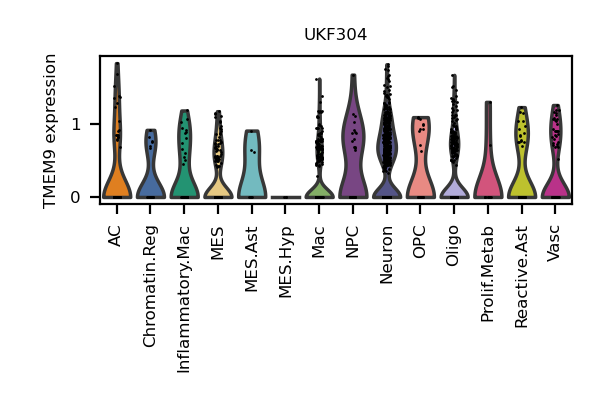 UKF304
TMEM9 expression
1
0
AC
Chromatin.Reg
Inflammatory.Mac
MES
MES.Ast
MES.Hyp
Mac
NPC
Neuron
OPC
Oligo
Prolif.Metab
Reactive.Ast
Vasc